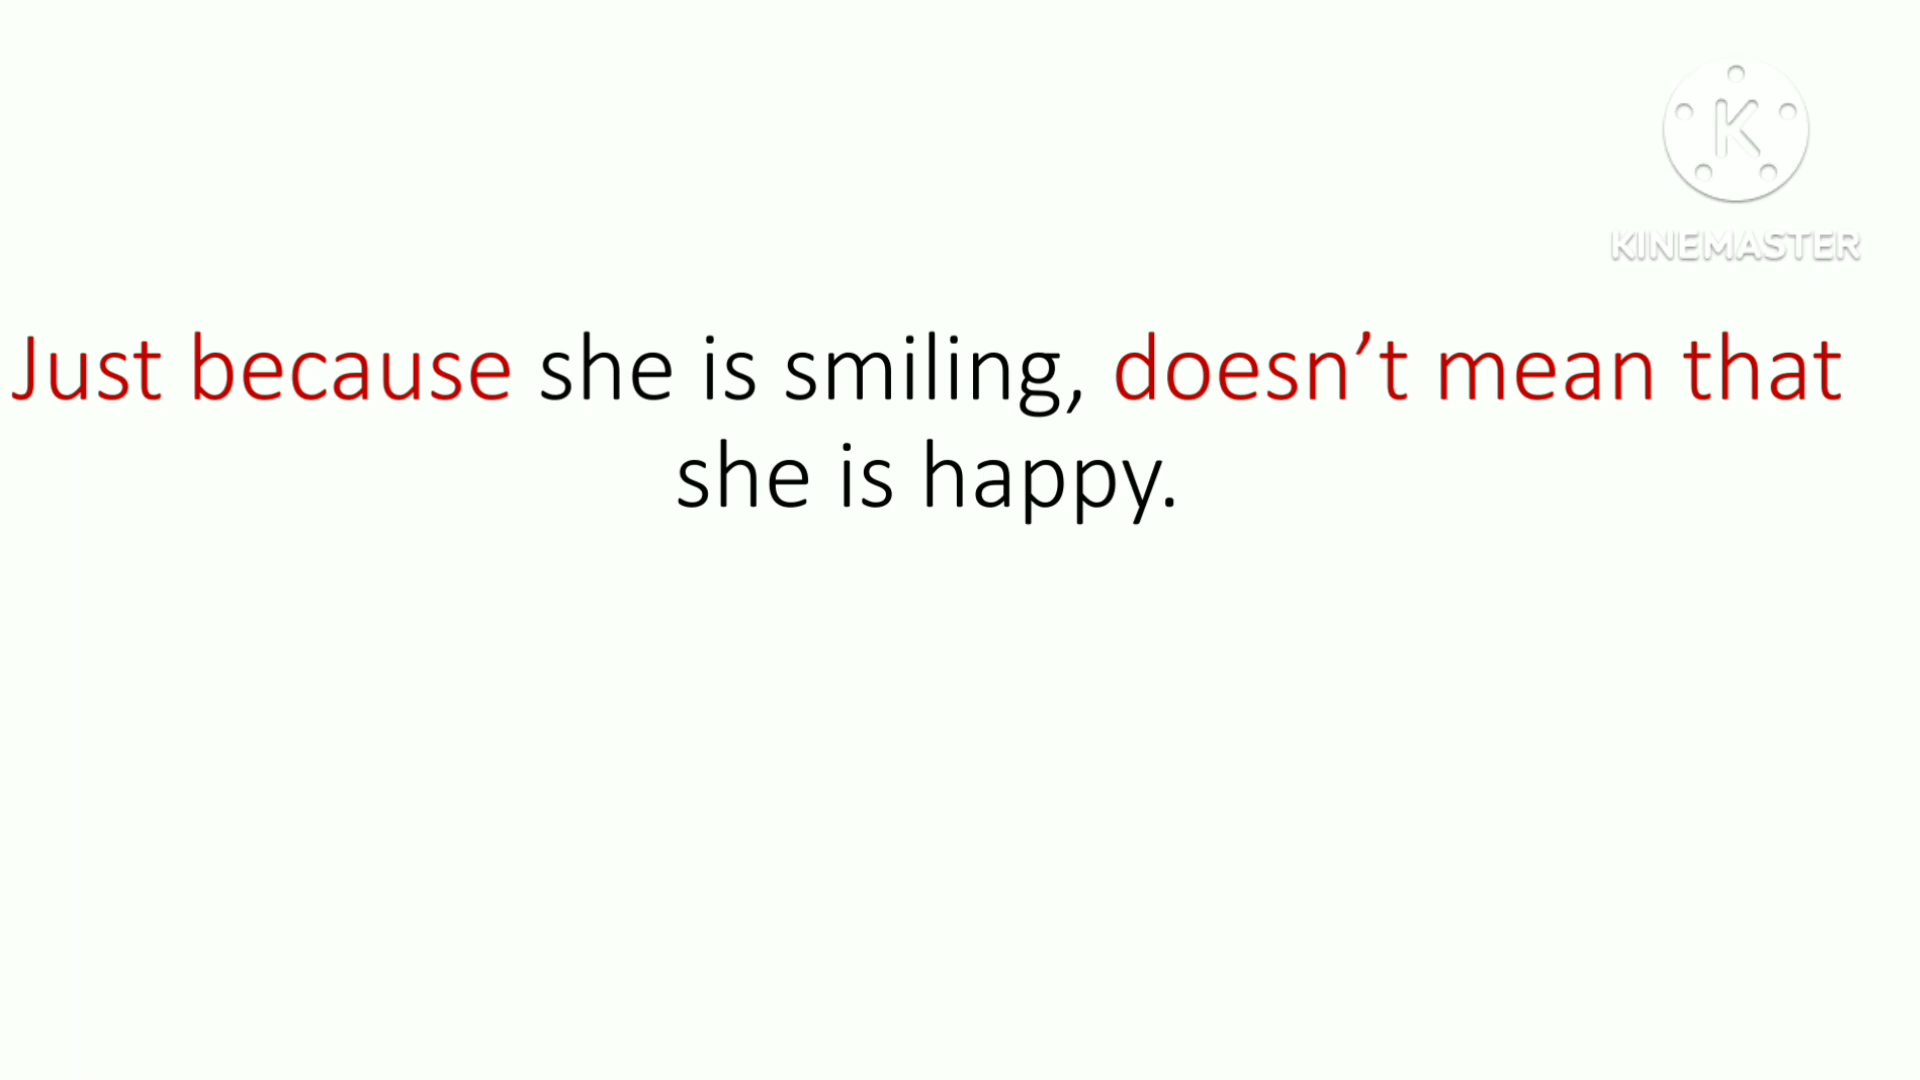 K
KINEMASTER
Just because she is smiling, doesn’t mean that
she is happy.